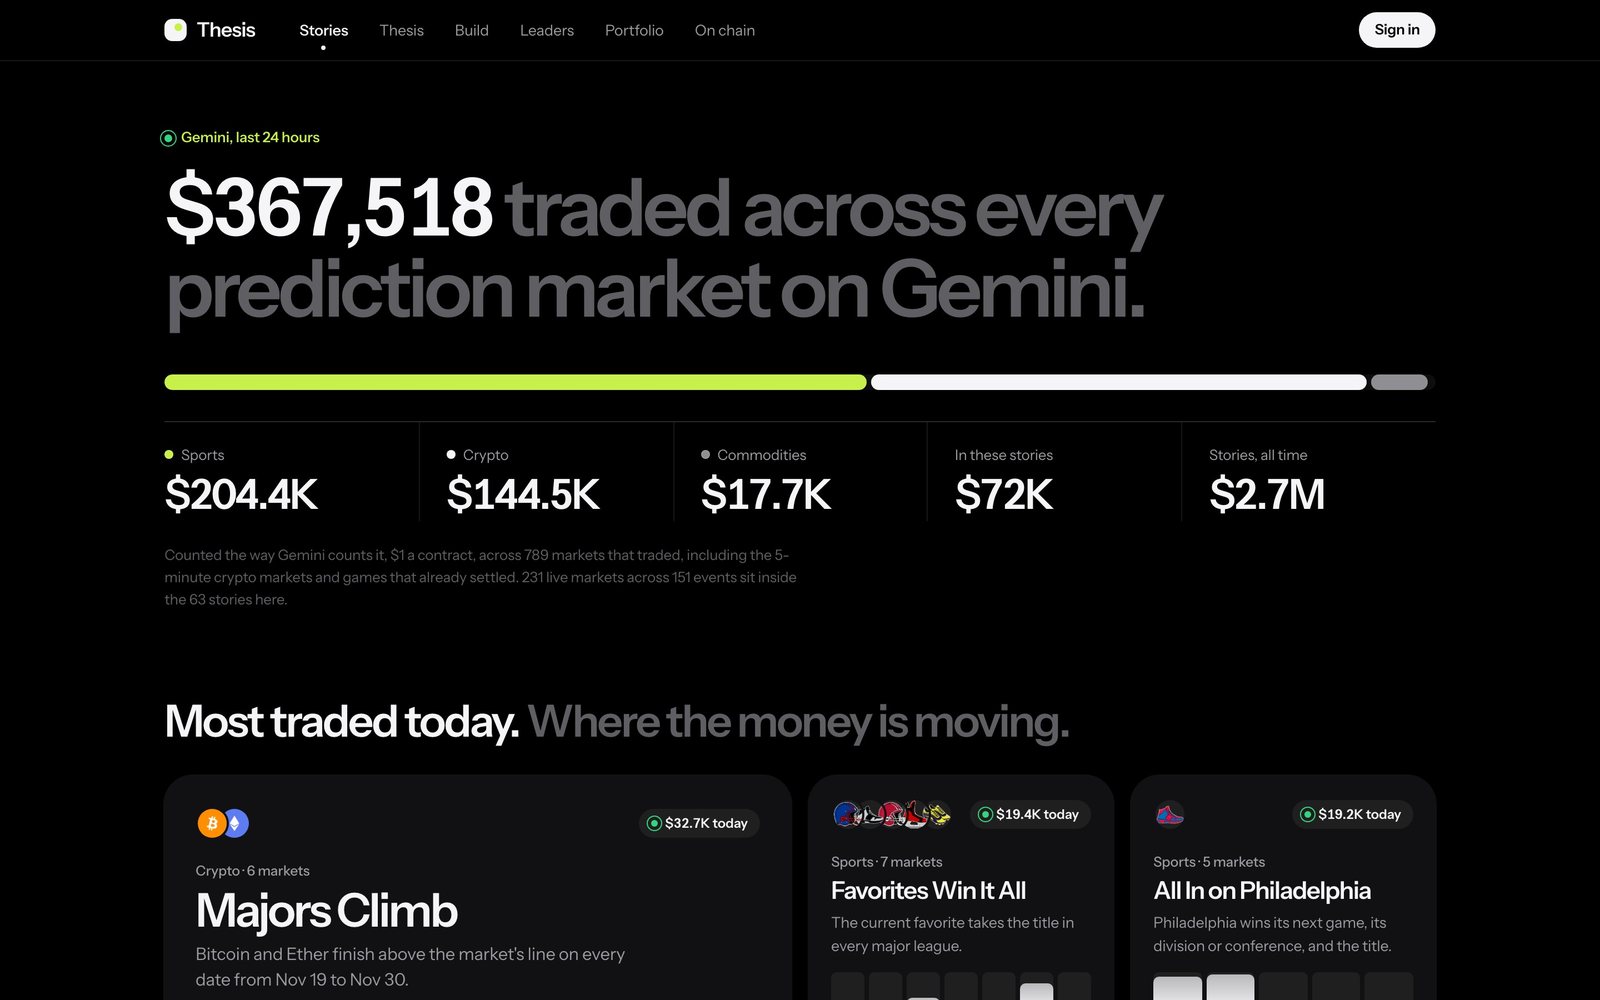 Thesis
Stories
Thesis
Build
Leaders
Portfolio
On chain
Sign in
Gemini, last 24 hours
$367,518 traded across every
prediction market on Gemini.
Sports
$204.4K
Crypto
$144.5K
Commodities
$17.7K
In these stories
$72K
Stories, all time
$2.7M
Counted the way Gemini counts it, $1 a contract, across 789 markets that traded, including the 5-
minute crypto markets and games that already settled. 231 live markets across 151 events sit inside
the 63 stories here.
Most traded today. Where the money is moving.
$32.7K today
Crypto · 6 markets
Majors Climb
Bitcoin and Ether finish above the market's line on every
date from Nov 19 to Nov 30.
$19.4K today
Sports · 7 markets
Favorites Win It All
The current favorite takes the title in
every major league.
$19.2K today
Sports · 5 markets
All In on Philadelphia
Philadelphia wins its next game, its
division or conference, and the title.